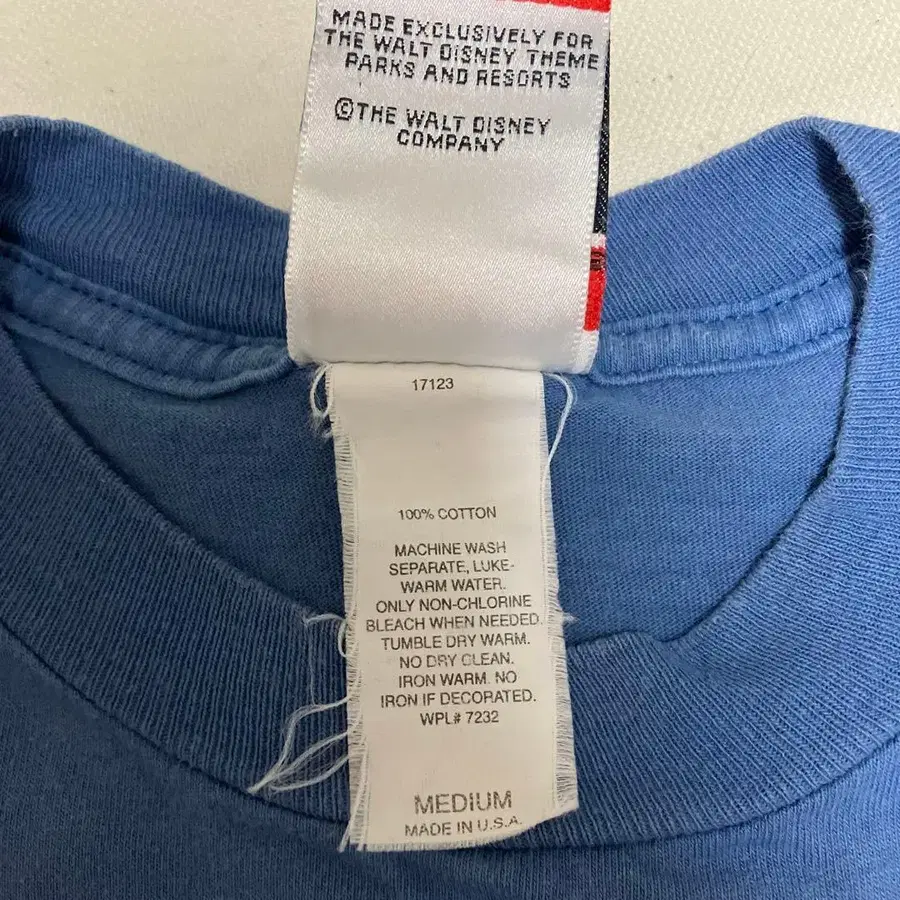 MADE EXCLUSIVELY FOR
THE WALT DISNEY THEME
PARKS AND RESORTS
©THE WALT DISNEY
COMPANY
17123
100% COTTON
MACHINE WASH
SEPARATE, LUKE-
WARM WATER.
ONLY NON-CHLORINE
BLEACH WHEN NEEDED.
TUMBLE DRY WARM.
NO DRY CLEAN.
IRON WARM. NO
IRON IF DECORATED.
WPL# 7232
MEDIUM
MADE IN U.S.A.